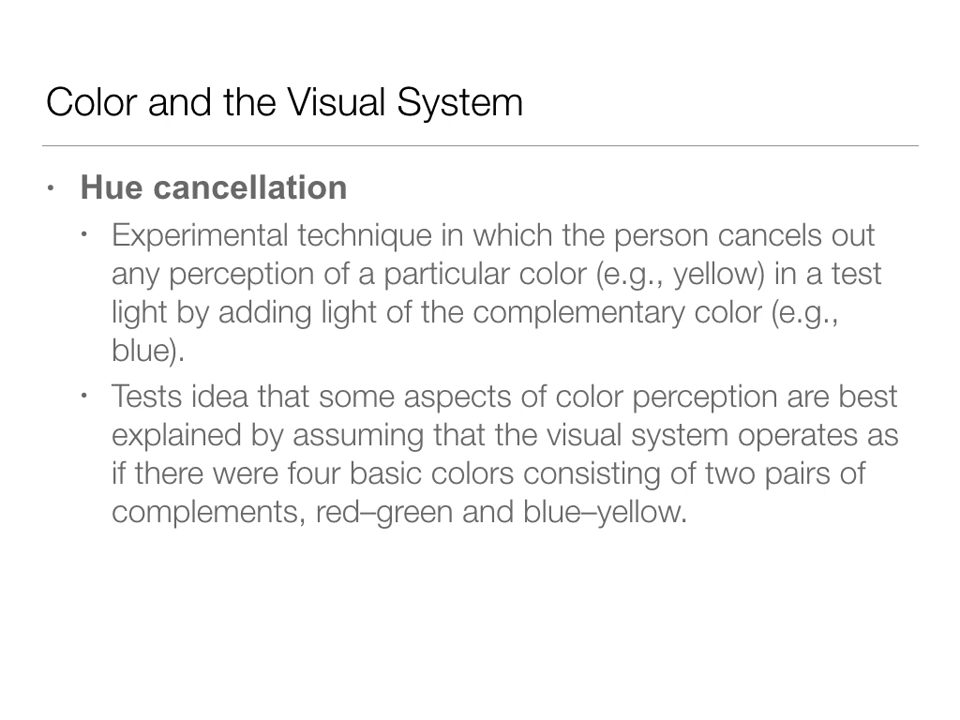 Color and the Visual System
• Hue cancellation
• Experimental technique in which the person cancels out
any perception of a particular color (e.g., yellow) in a test
light by adding light of the complementary color (e.g.,
blue).
• Tests idea that some aspects of color perception are best
explained by assuming that the visual system operates as
if there were four basic colors consisting of two pairs of
complements, red–green and blue–yellow.